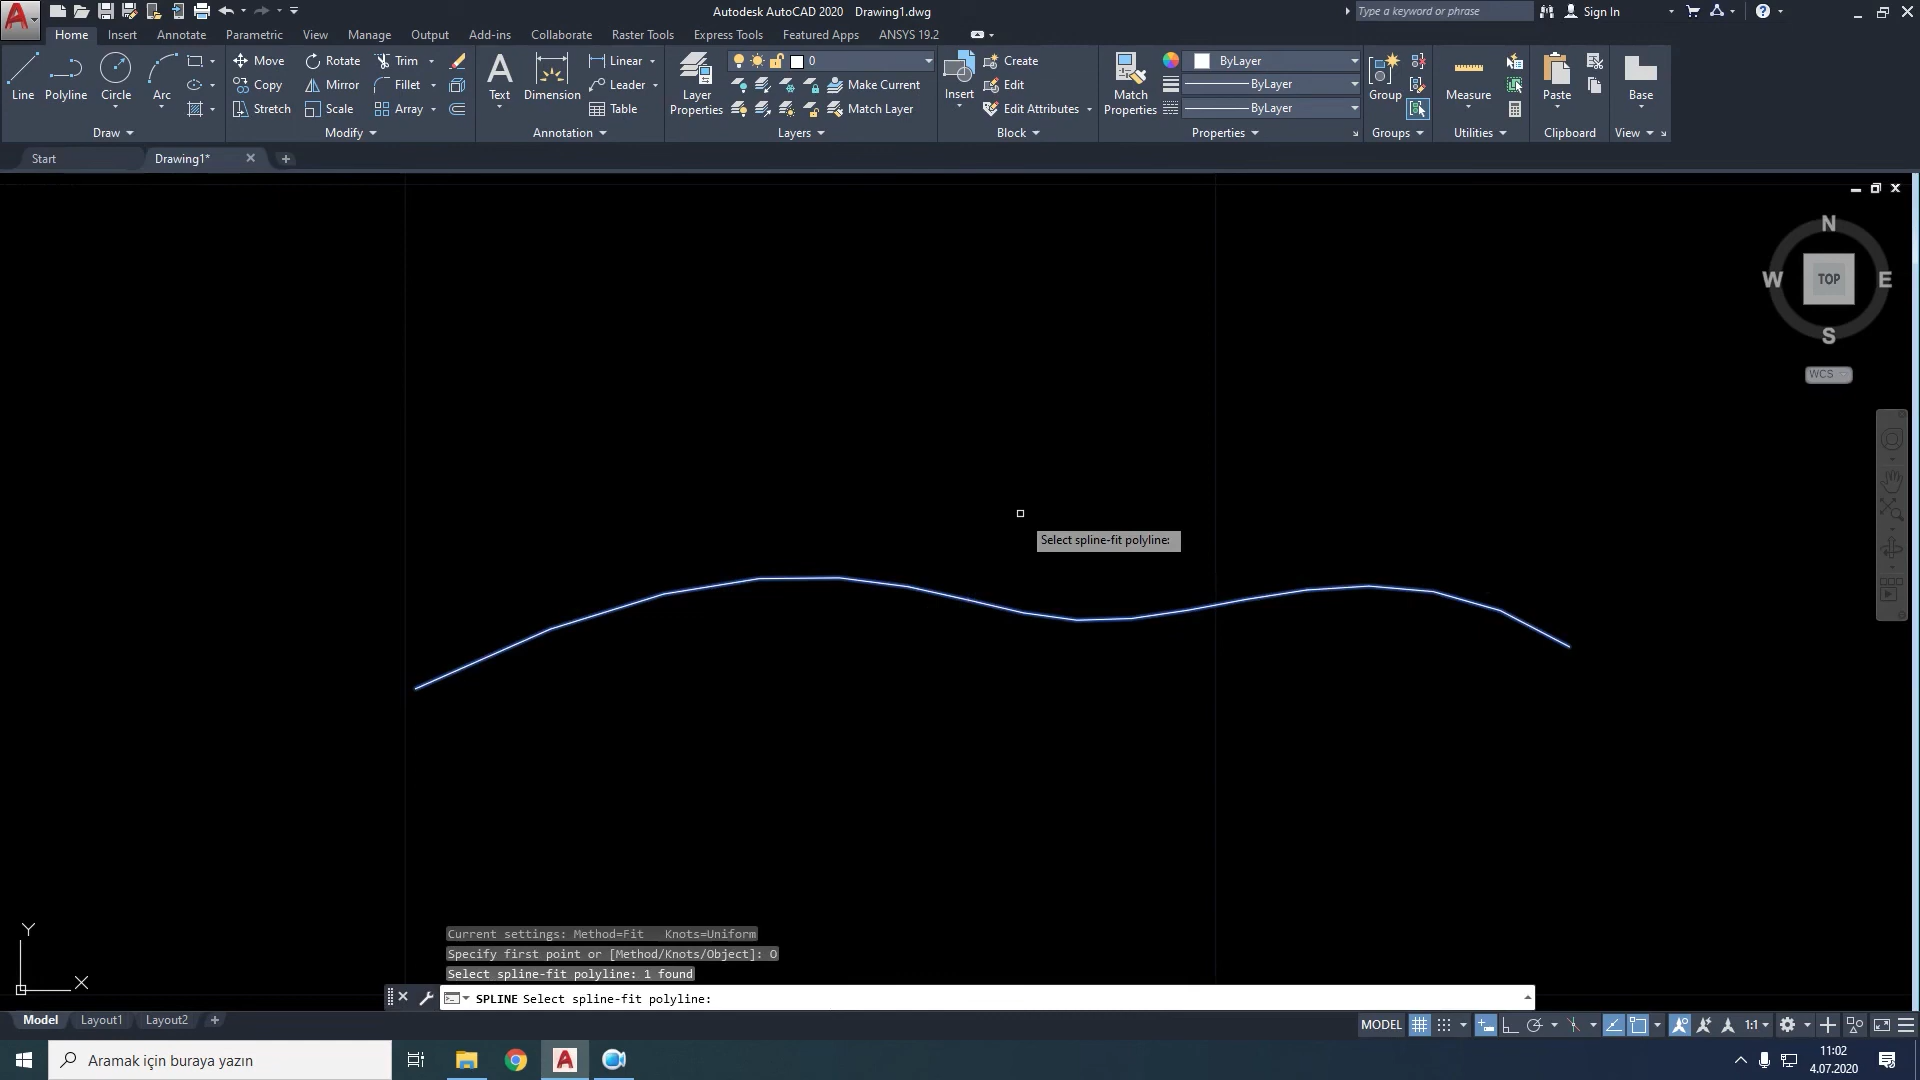 Autodesk AutoCAD 2020 Drawing1.dwg
Type a keyword or phrase
Sign In
Home Insert Annotate Parametric View Manage Output Add-ins Collaborate Raster Tools Express Tools Featured Apps ANSYS 19.2
Line Polyline Circle Arc
Draw
Move Rotate Trim
Copy Mirror Fillet
Stretch Scale Array
Modify
Text Dimension
Linear
Leader
Table
Annotation
Layer Properties
0
Make Current
Match Layer
Layers
Insert
Create
Edit
Edit Attributes
Block
Match Properties
ByLayer
ByLayer
ByLayer
Properties
Group
Groups
Measure
Utilities
Paste
Clipboard
Base
View
Start Drawing1*
N
W TOP E
S
WCS
Select spline-fit polyline:
Y
X
Current settings: Method=Fit Knots=Uniform
Specify first point or [Method/Knots/Object]: O
Select spline-fit polyline: 1 found
SPLINE Select spline-fit polyline:
Model Layout1 Layout2
MODEL 1:1
Aramak için buraya yazın
11:02
4.07.2020